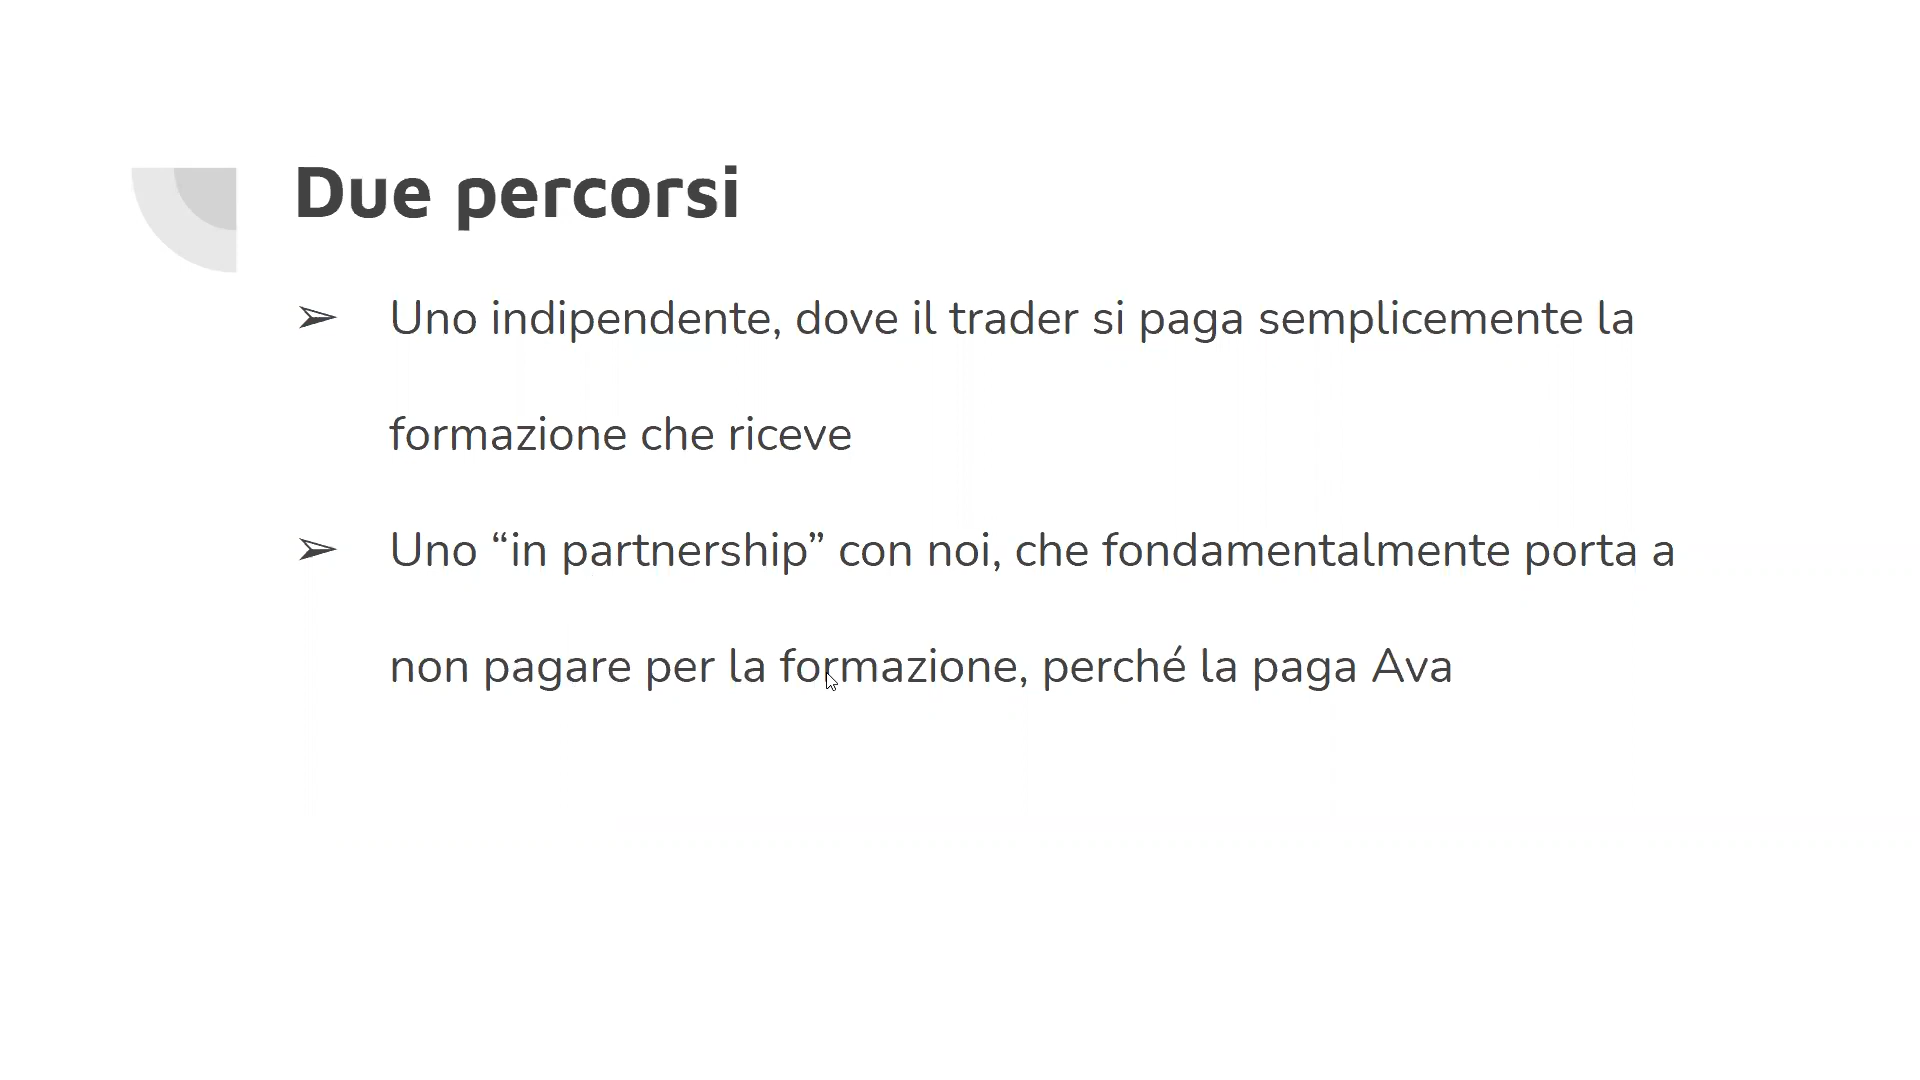 Due percorsi
➢ Uno indipendente, dove il trader si paga semplicemente la
formazione che riceve
➢ Uno “in partnership” con noi, che fondamentalmente porta a
non pagare per la formazione, perché la paga Ava